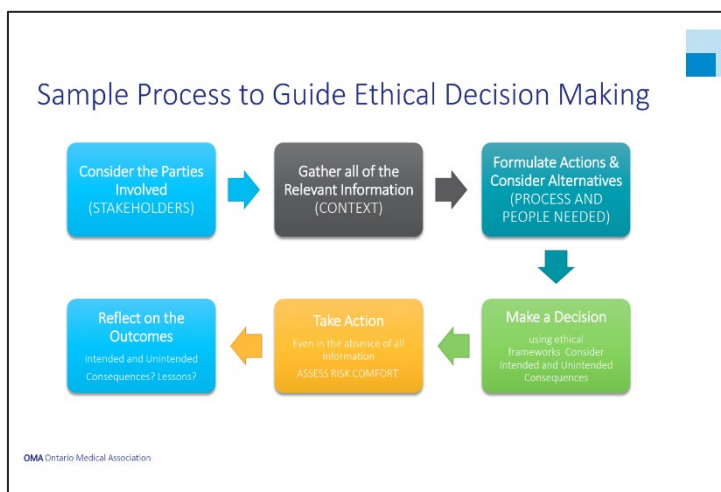 Sample Process to Guide Ethical Decision Making
Consider the Parties
Involved
(STAKEHOLDERS)
Gather all of the
Relevant Information
(CONTEXT)
Formulate Actions &
Consider Alternatives
(PROCESS AND
PEOPLE NEEDED)
Make a Decision
using ethical
frameworks Consider
Intended and Unintended
Consequences
Take Action
Even in the absence of all
information
ASSESS RISK COMFORT
Reflect on the
Outcomes
Intended and Unintended
Consequences? Lessons?
OMA Ontario Medical Association